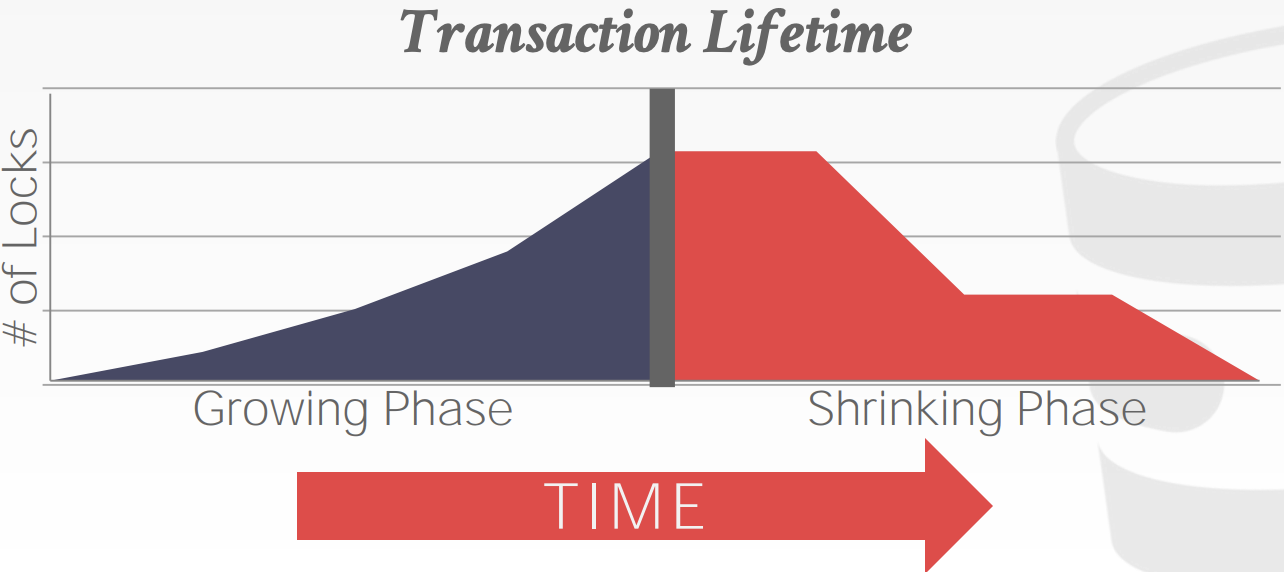 Transaction Lifetime
# of Locks
Growing Phase
Shrinking Phase
TIME